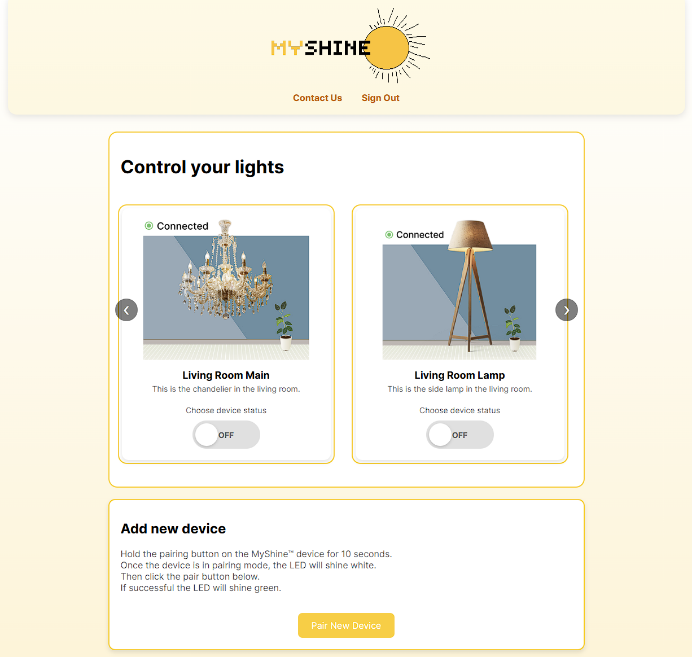 MYSHINE
Contact Us
Sign Out
Control your lights
Connected
Living Room Main
This is the chandelier in the living room.
Choose device status
OFF
Connected
Living Room Lamp
This is the side lamp in the living room.
Choose device status
OFF
Add new device
Hold the pairing button on the MyShine™ device for 10 seconds.
Once the device is in pairing mode, the LED will shine white.
Then click the pair button below.
If successful the LED will shine green.
Pair New Device